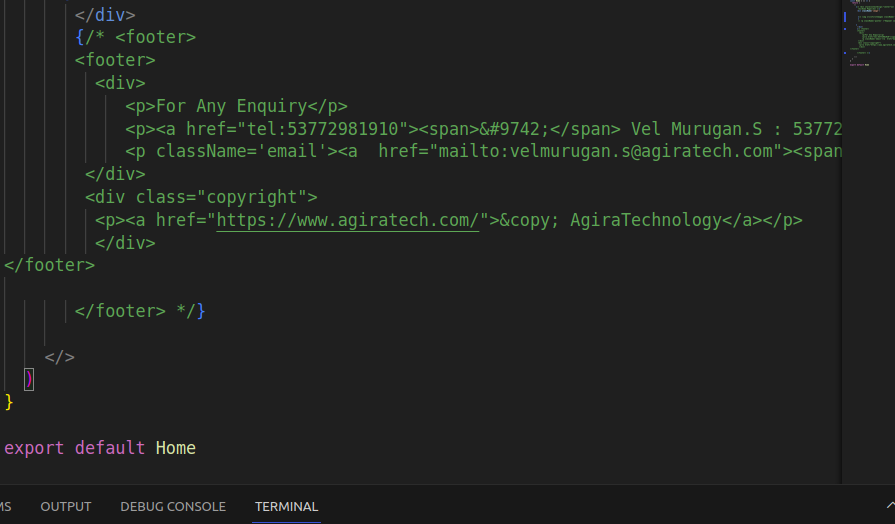 </div>
{/* <footer>
<footer>
<div>
<p>For Any Enquiry</p>
<p><a href="tel:53772981910"><span>&#9742;</span> Vel Murugan.S : 53772
<p className='email'><a  href="mailto:velmurugan.s@agiratech.com"><span
</div>
<div class="copyright">
<p><a href="https://www.agiratech.com/">&copy; AgiraTechnology</a></p>
</div>
</footer>
</footer> */}
</>
)
}
export default Home
MS OUTPUT DEBUG CONSOLE TERMINAL